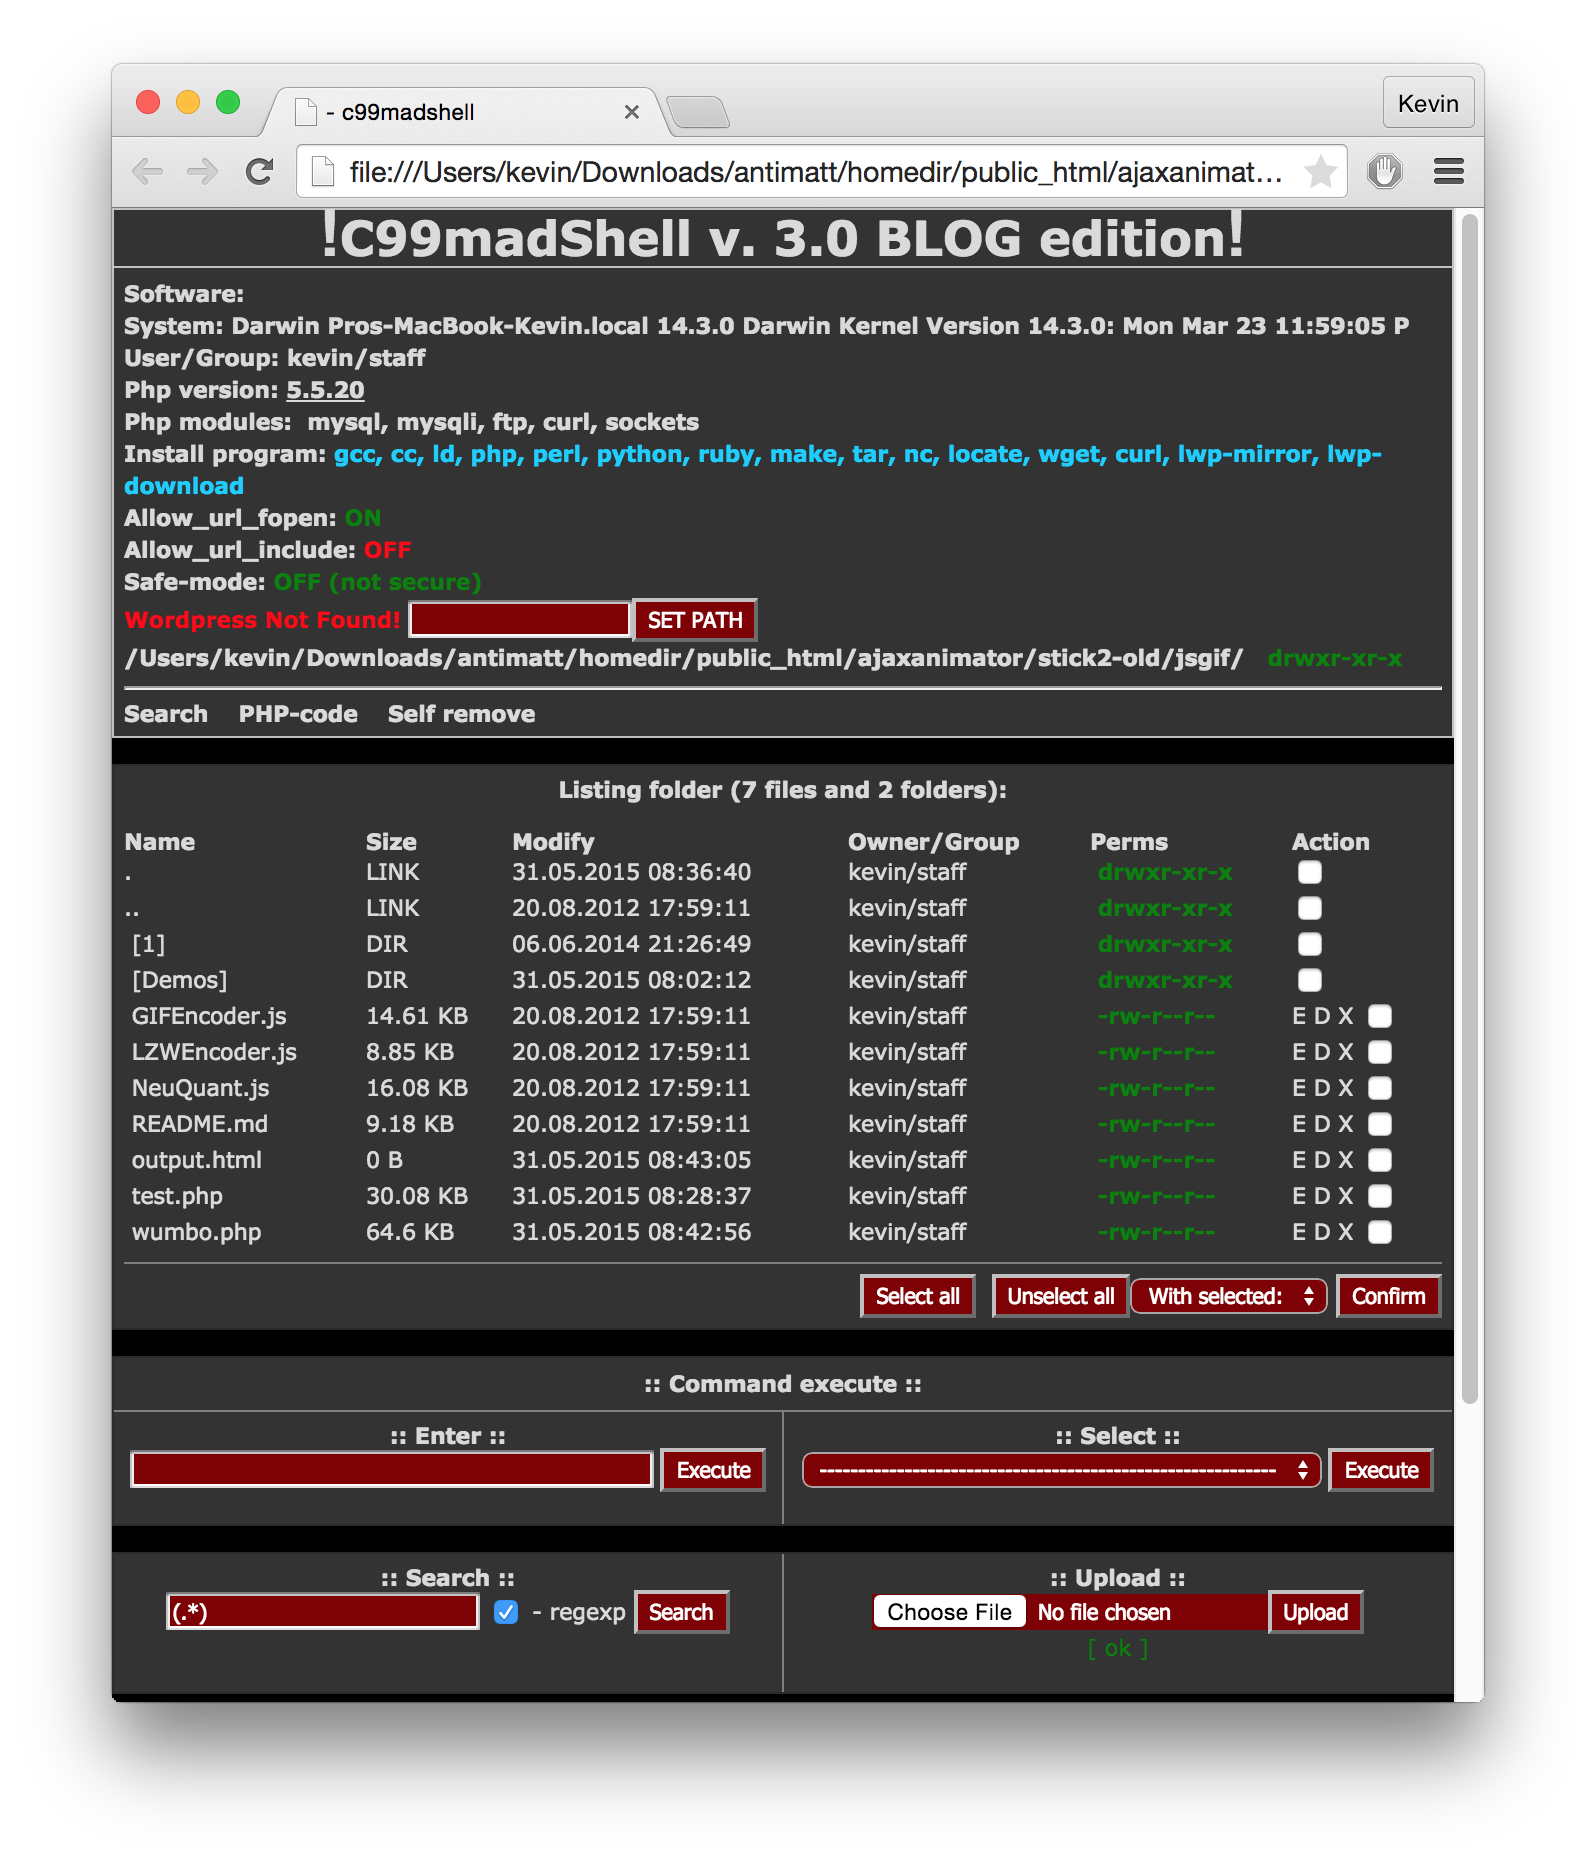 - c99madshell
Kevin
file:///Users/kevin/Downloads/antimatt/homedir/public_html/ajaxanimat...
!C99madShell v. 3.0 BLOG edition!
Software:
System: Darwin Pros-MacBook-Kevin.local 14.3.0 Darwin Kernel Version 14.3.0: Mon Mar 23 11:59:05 P
User/Group: kevin/staff
Php version: 5.5.20
Php modules: mysql, mysqli, ftp, curl, sockets
Install program: gcc, cc, ld, php, perl, python, ruby, make, tar, nc, locate, wget, curl, lwp-mirror, lwp-
download
Allow_url_fopen: ON
Allow_url_include: OFF
Safe-mode: OFF (not secure)
Wordpress Not Found! SET PATH
/Users/kevin/Downloads/antimatt/homedir/public_html/ajaxanimator/stick2-old/jsgif/ drwxr-xr-x
Search PHP-code Self remove
Listing folder (7 files and 2 folders):
Name Size Modify Owner/Group Perms Action
. LINK 31.05.2015 08:36:40 kevin/staff drwxr-xr-x
.. LINK 20.08.2012 17:59:11 kevin/staff drwxr-xr-x
[1] DIR 06.06.2014 21:26:49 kevin/staff drwxr-xr-x
[Demos] DIR 31.05.2015 08:02:12 kevin/staff drwxr-xr-x
GIFEncoder.js 14.61 KB 20.08.2012 17:59:11 kevin/staff -rw-r--r-- E D X
LZWEncoder.js 8.85 KB 20.08.2012 17:59:11 kevin/staff -rw-r--r-- E D X
NeuQuant.js 16.08 KB 20.08.2012 17:59:11 kevin/staff -rw-r--r-- E D X
README.md 9.18 KB 20.08.2012 17:59:11 kevin/staff -rw-r--r-- E D X
output.html 0 B 31.05.2015 08:43:05 kevin/staff -rw-r--r-- E D X
test.php 30.08 KB 31.05.2015 08:28:37 kevin/staff -rw-r--r-- E D X
wumbo.php 64.6 KB 31.05.2015 08:42:56 kevin/staff -rw-r--r-- E D X
Select all Unselect all With selected: Confirm
:: Command execute ::
:: Enter :: :: Select ::
Execute ----------------------------------------------------------- Execute
:: Search :: :: Upload ::
(.*) - regexp Search Choose File No file chosen Upload
[ ok ]